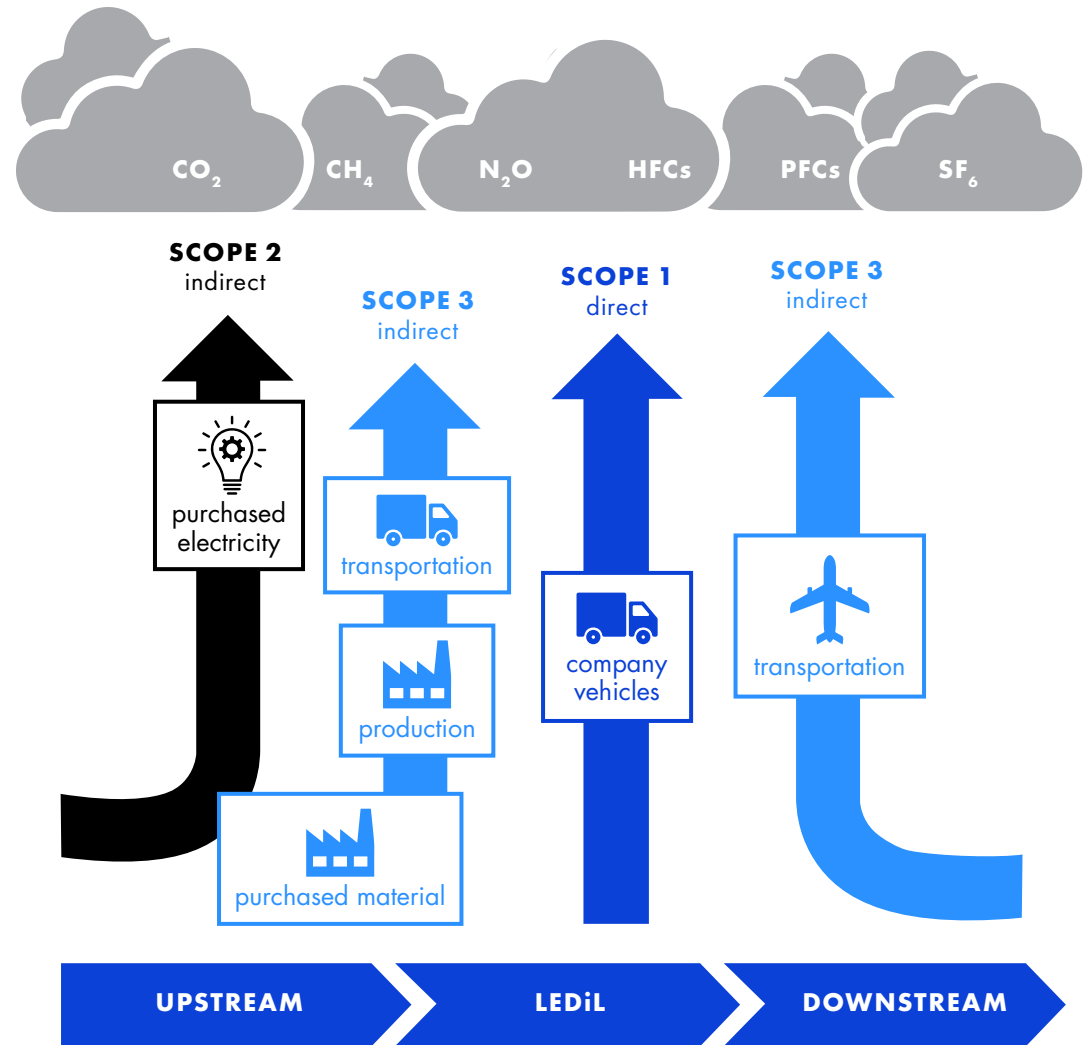 CO₂
CH₄
N₂O
HFCs
PFCs
SF₆
SCOPE 2
indirect
purchased
electricity
SCOPE 3
indirect
transportation
production
purchased material
SCOPE 1
direct
company
vehicles
SCOPE 3
indirect
transportation
UPSTREAM
LEDiL
DOWNSTREAM